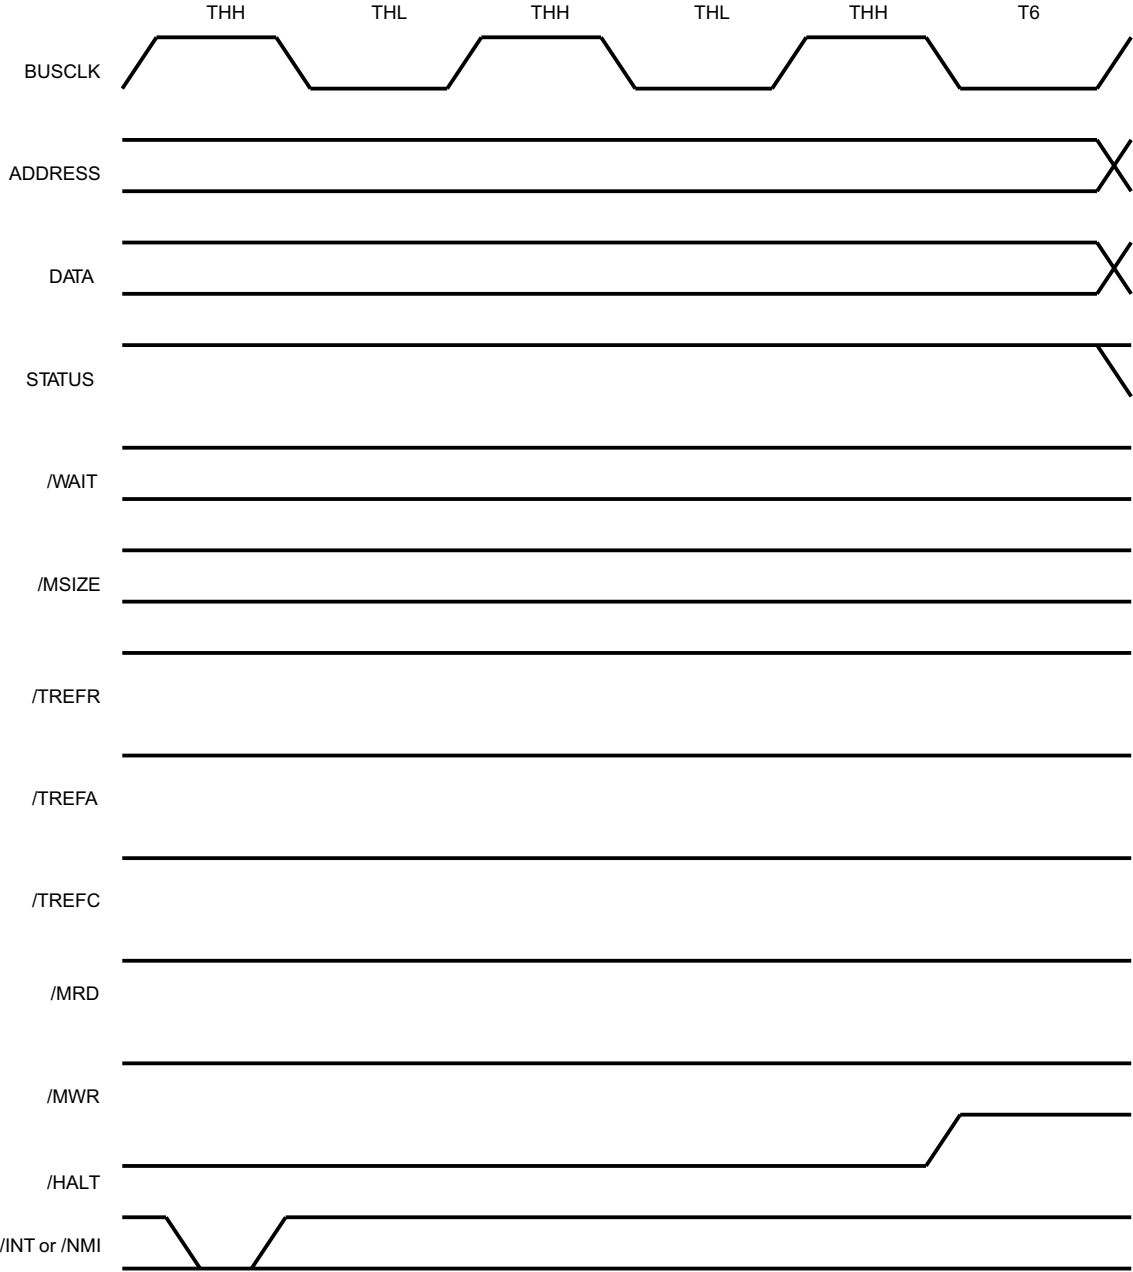 THH THL THH THL THH T6
BUSCLK
ADDRESS
DATA
STATUS
/WAIT
/MSIZE
/TREFR
/TREFA
/TREFC
/MRD
/MWR
/HALT
/INT or /NMI